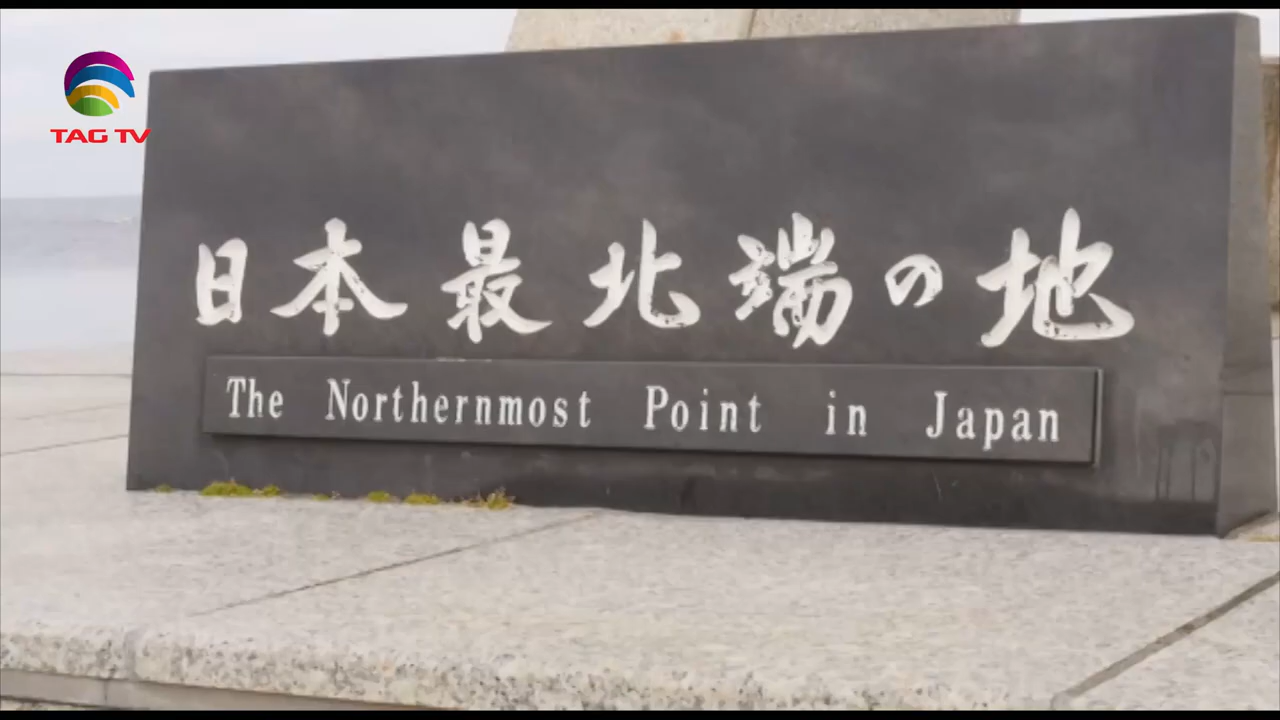 TAG TV
日本最北端の地
The Northernmost Point in Japan